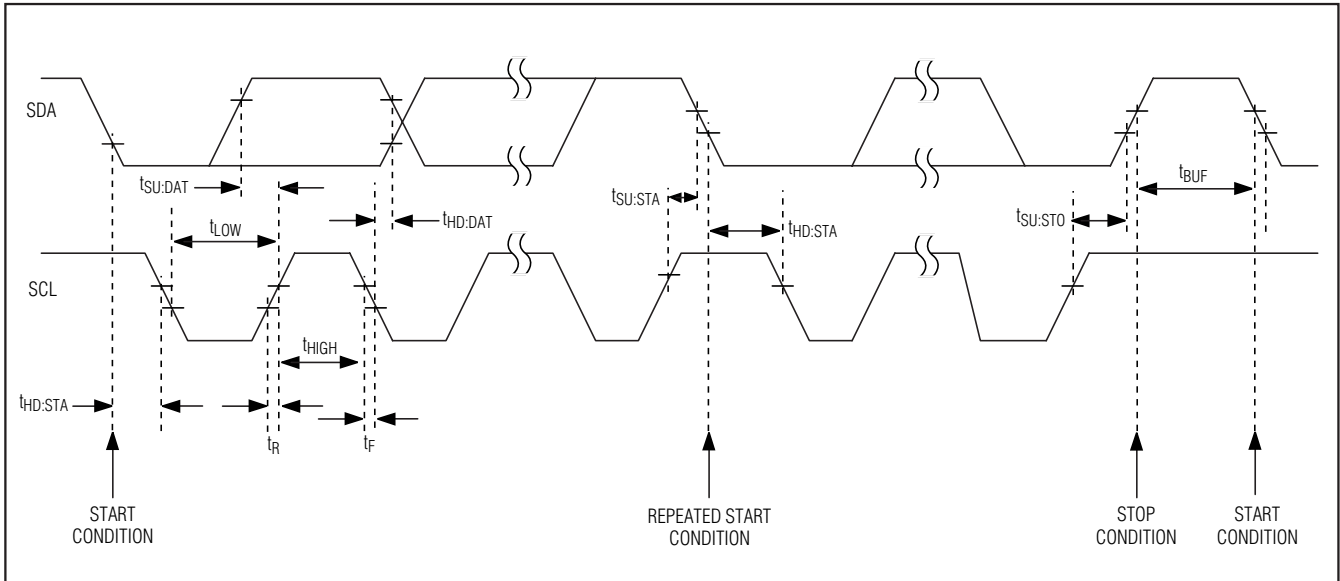 SDA
tSU:DAT
tHD:DAT
tLOW
tSU:STA
tHD:STA
tSU:STO
tBUF
SCL
tHIGH
tHD:STA
tR
tF
START
CONDITION
REPEATED START
CONDITION
STOP
CONDITION
START
CONDITION